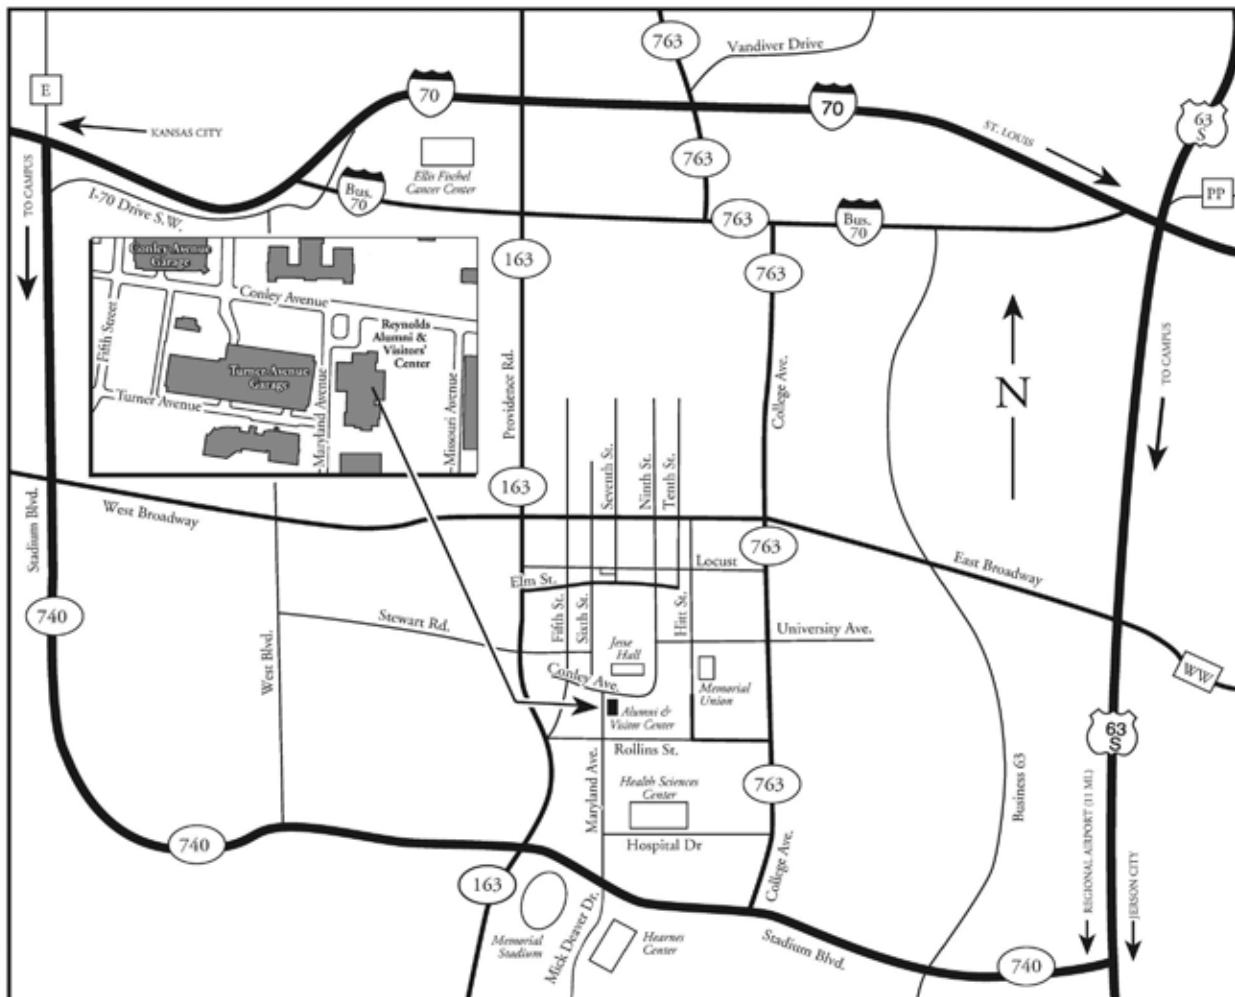 763
Vandiver Drive
E
70
70
63
S
KANSAS CITY
ST. LOUIS
TO CAMPUS
763
Ellis Fischel
Cancer Center
I-70 Drive S.W.
Bus.
70
763
Bus.
70
PP
Conley Avenue
Garage
163
763
Conley Avenue
Fifth Street
Reynolds
Alumni &
Visitors'
Center
Turner Avenue
Garage
Turner Avenue
Maryland Avenue
Missouri Avenue
Providence Rd.
College Ave.
N
TO CAMPUS
Stadium Blvd.
West Broadway
163
Seventh St.
Ninth St.
Tenth St.
763
Locust
East Broadway
Elm St.
740
Stewart Rd.
West Blvd.
Fifth St.
Sixth St.
Hitt St.
Jesse
Hall
University Ave.
Conley Ave.
Memorial
Union
WW
Alumni &
Visitor Center
63
S
Rollins St.
Maryland Ave.
Health Sciences
Center
763
Business 63
740
Hospital Dr
College Ave.
REGIONAL AIRPORT (11 MI.)
JERSON CITY
163
Memorial
Stadium
Mick Deaver Dr.
Hearnes
Center
Stadium Blvd.
740